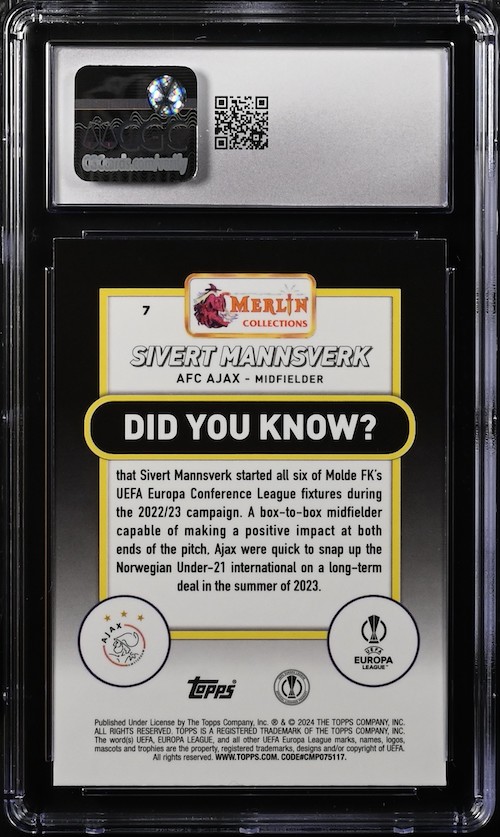 CGC
CGCcards.com/verify
7
MERLIN
COLLECTIONS
SIVERT MANNSVERK
AFC AJAX - MIDFIELDER
DID YOU KNOW?
that Sivert Mannsverk started all six of Molde FK's
UEFA Europa Conference League fixtures during
the 2022/23 campaign. A box-to-box midfielder
capable of making a positive impact at both
ends of the pitch, Ajax were quick to snap up the
Norwegian Under-21 international on a long-term
deal in the summer of 2023.
AJAX
UEFA
EUROPA
LEAGUE™
Topps®
Published Under License by The Topps Company, Inc. ® & © 2024 THE TOPPS COMPANY, INC.
ALL RIGHTS RESERVED. TOPPS IS A REGISTERED TRADEMARK OF THE TOPPS COMPANY, INC.
The word(s) UEFA, EUROPA LEAGUE, and all other UEFA Europa League marks, names, logos,
mascots and trophies are the property, registered trademarks, designs and/or copyright of UEFA.
All rights reserved. WWW.TOPPS.COM. CODE#CMP075117.